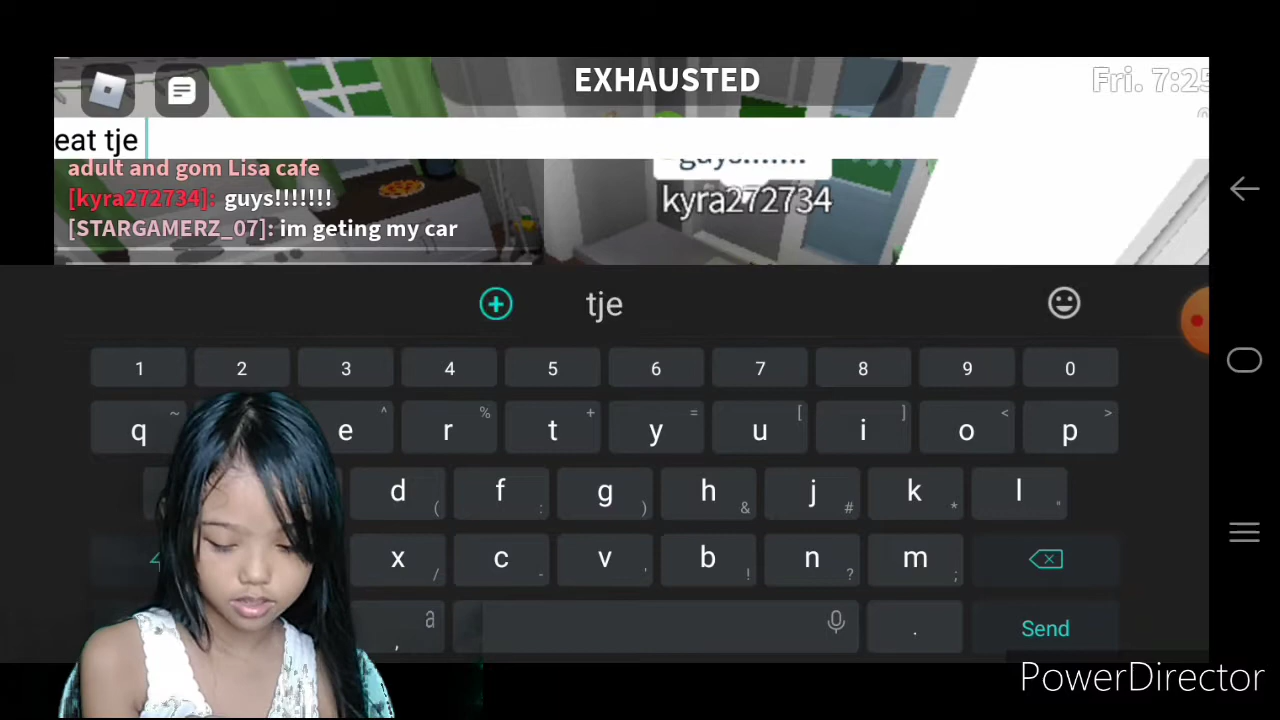 EXHAUSTED
Fri. 7:25
eat tje
adult and gom Lisa cafe
[kyra272734]: guys!!!!!!!
[STARGAMERZ_07]: im geting my car
guys!!!!!!!
kyra272734
tje
1 2 3 4 5 6 7 8 9 0
q ~ e ^ r % t + y = u [ i ] o < p >
d ( f : g ) h & j # k * l "
x / c - v ' b ! n ? m ;
, a . Send
PowerDirector